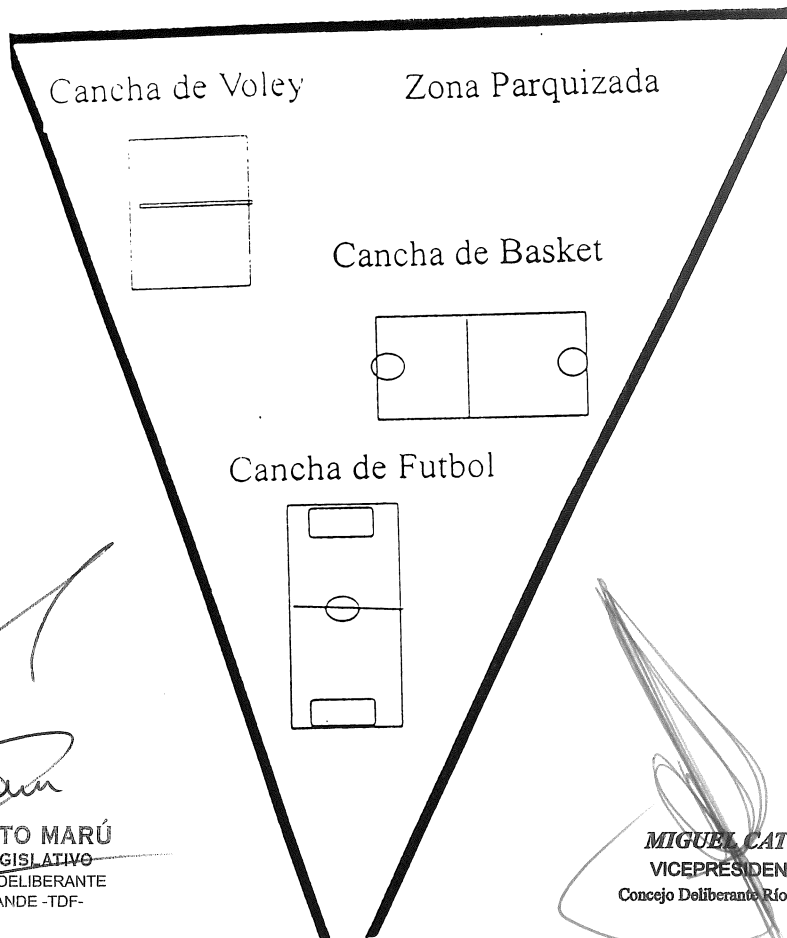 Cancha de Voley
Zona Parquizada
Cancha de Basket
Cancha de Futbol
TO MARÚ
GISLATIVO
DELIBERANTE
ANDE -TDF-
MIGUEL CAT
VICEPRESIDEN
Concejo Deliberante Río